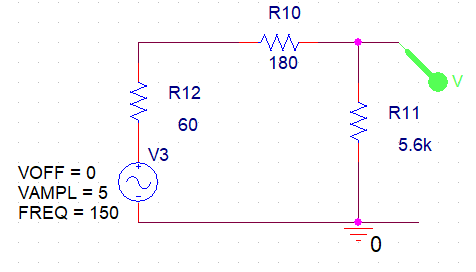 R10
180
V
R12
60
R11
5.6k
V3
VOFF = 0
VAMPL = 5
FREQ = 150
+
-
0